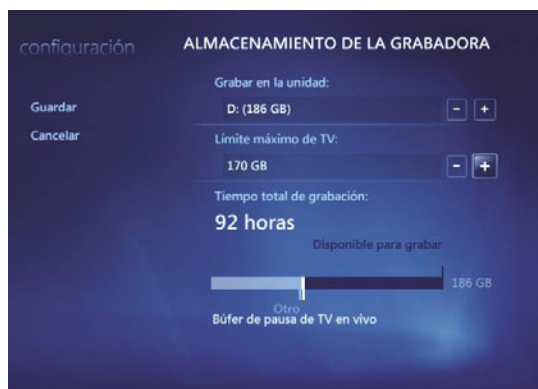 configuración
ALMACENAMIENTO DE LA GRABADORA
Guardar
Cancelar
Grabar en la unidad:
D: (186 GB)
- +
Límite máximo de TV:
170 GB
- +
Tiempo total de grabación:
92 horas
Disponible para grabar
186 GB
Otro
Búfer de pausa de TV en vivo